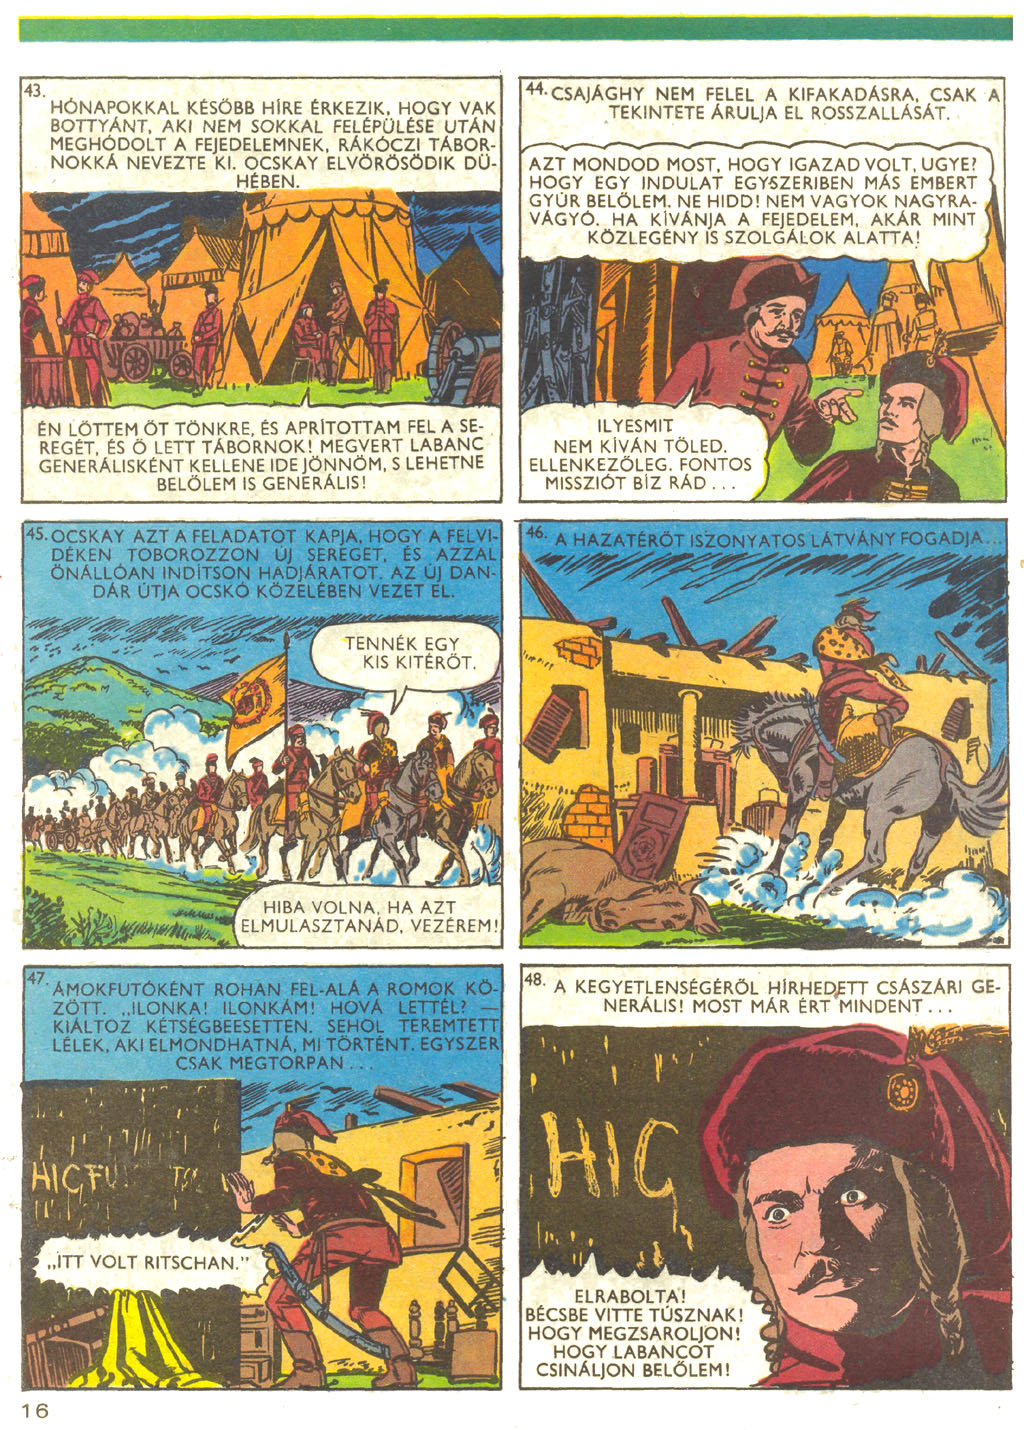 43.
HÓNAPOKKAL KÉSŐBB HÍRE ÉRKEZIK, HOGY VAK
BOTTYÁNT, AKI NEM SOKKAL FELÉPÜLÉSE UTÁN
MEGHÓDOLT A FEJEDELEMNEK, RÁKÓCZI TÁBOR-
NOKKÁ NEVEZTE KI. OCSKAY ELVÖRÖSÖDIK DÜ-
HÉBEN.
ÉN LŐTTEM ŐT TÖNKRE, ÉS APRÍTOTTAM FEL A SE-
REGÉT, ÉS Ő LETT TÁBORNOK! MEGVERT LABANC
GENERÁLISKÉNT KELLENE IDE JÖNNÖM, S LEHETNE
BELŐLEM IS GENERÁLIS!
44. CSAJÁGHY NEM FELEL A KIFAKADÁSRA, CSAK A
TEKINTETE ÁRULJA EL ROSSZALLÁSÁT.
AZT MONDOD MOST, HOGY IGAZAD VOLT, UGYE?
HOGY EGY INDULAT EGYSZERIBEN MÁS EMBERT
GYÚR BELŐLEM. NE HIDD! NEM VAGYOK NAGYRA-
VÁGYÓ. HA KÍVÁNJA A FEJEDELEM, AKÁR MINT
KÖZLEGÉNY IS SZOLGÁLOK ALATTA!
ILYESMIT
NEM KÍVÁN TŐLED.
ELLENKEZŐLEG. FONTOS
MISSZIÓT BÍZ RÁD...
45. OCSKAY AZT A FELADATOT KAPJA, HOGY A FELVI-
DÉKEN TOBOROZZON ÚJ SEREGET, ÉS AZZAL
ÖNÁLLÓAN INDÍTSON HADJÁRATOT. AZ ÚJ DAN-
DÁR ÚTJA OCSKÓ KÖZELÉBEN VEZET EL.
TENNÉK EGY
KIS KITÉRŐT.
HIBA VOLNA, HA AZT
ELMULASZTANÁD, VEZÉREM!
46. A HAZATÉRŐT ISZONYATOS LÁTVÁNY FOGADJA...
47. ÁMOKFUTÓKÉNT ROHAN FEL-ALÁ A ROMOK KÖ-
ZÖTT. „ILONKA! ILONKÁM! HOVÁ LETTÉL? —
KIÁLTOZ KÉTSÉGBEESETTEN. SEHOL TEREMTETT
LÉLEK, AKI ELMONDHATNÁ, MI TÖRTÉNT. EGYSZER
CSAK MEGTORPAN...
HIC FU
„ITT VOLT RITSCHAN."
48. A KEGYETLENSÉGÉRŐL HÍRHEDETT CSÁSZÁRI GE-
NERÁLIS! MOST MÁR ÉRT MINDENT...
HIC
ELRABOLTA!
BÉCSBE VITTE TÚSZNAK!
HOGY MEGZSAROLJON!
HOGY LABANCOT
CSINÁLJON BELŐLEM!
16